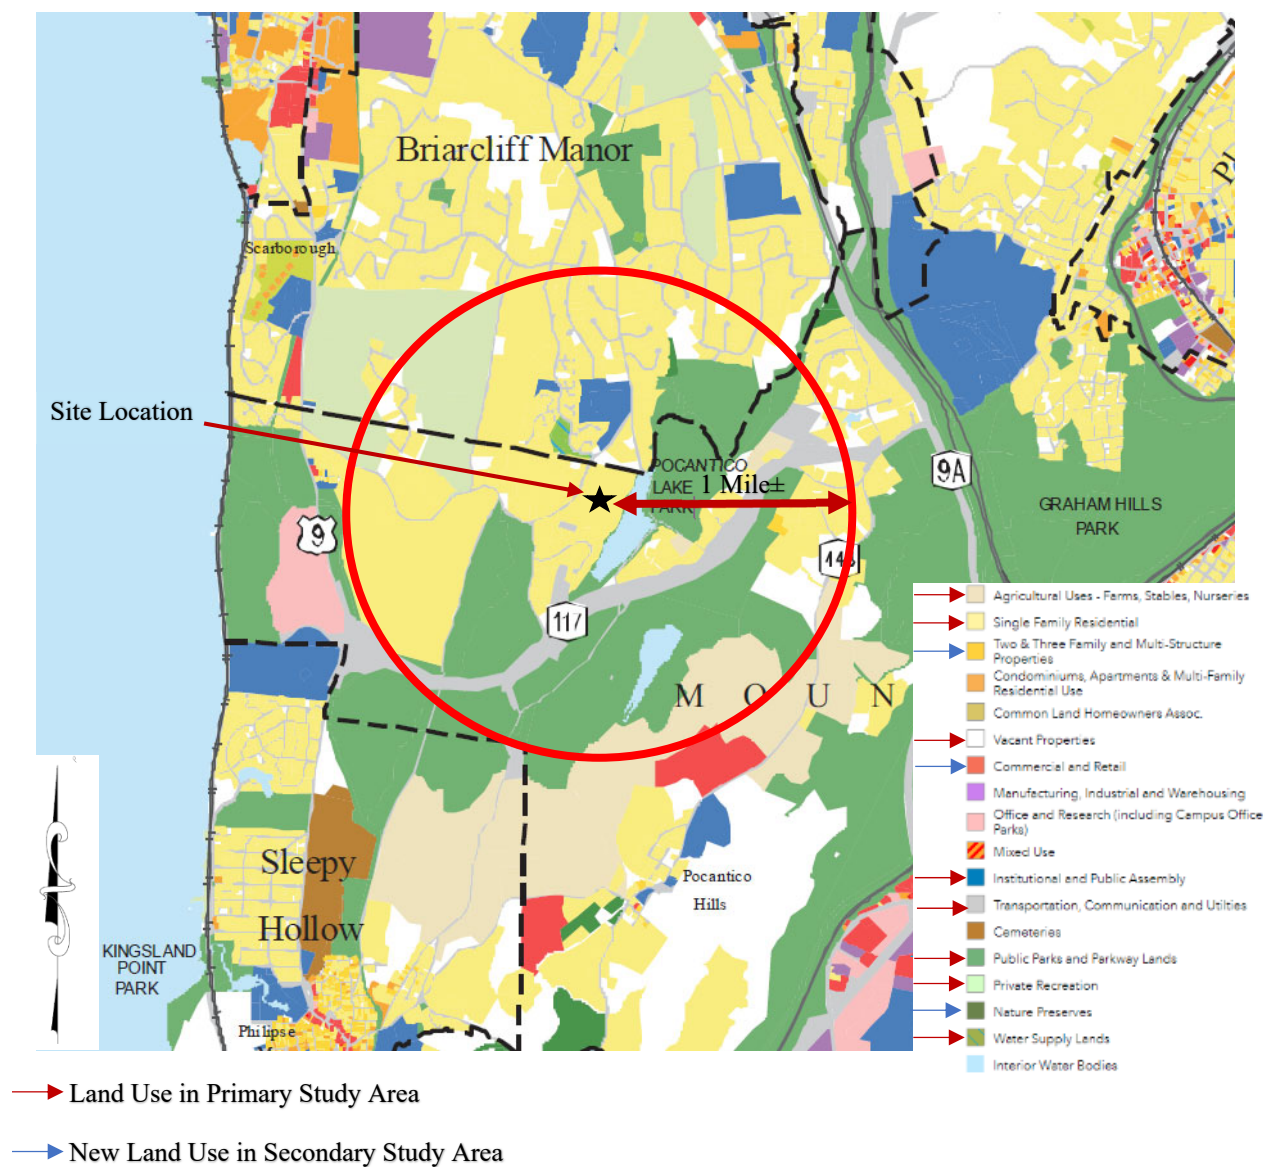 Briarcliff Manor
Pl
Scarborough
Site Location
POCANTICO
LAKE
PARK
1 Mile±
9A
GRAHAM HILLS
PARK
9
448
117
M O U N
Sleepy
Hollow
Pocantico
Hills
KINGSLAND
POINT
PARK
Philipse
Agricultural Uses - Farms, Stables, Nurseries
Single Family Residential
Two & Three Family and Multi-Structure
Properties
Condominiums, Apartments & Multi-Family
Residential Use
Common Land Homeowners Assoc.
Vacant Properties
Commercial and Retail
Manufacturing, Industrial and Warehousing
Office and Research (including Campus Office
Parks)
Mixed Use
Institutional and Public Assembly
Transportation, Communication and Utilties
Cemeteries
Public Parks and Parkway Lands
Private Recreation
Nature Preserves
Water Supply Lands
Interior Water Bodies
Land Use in Primary Study Area
New Land Use in Secondary Study Area